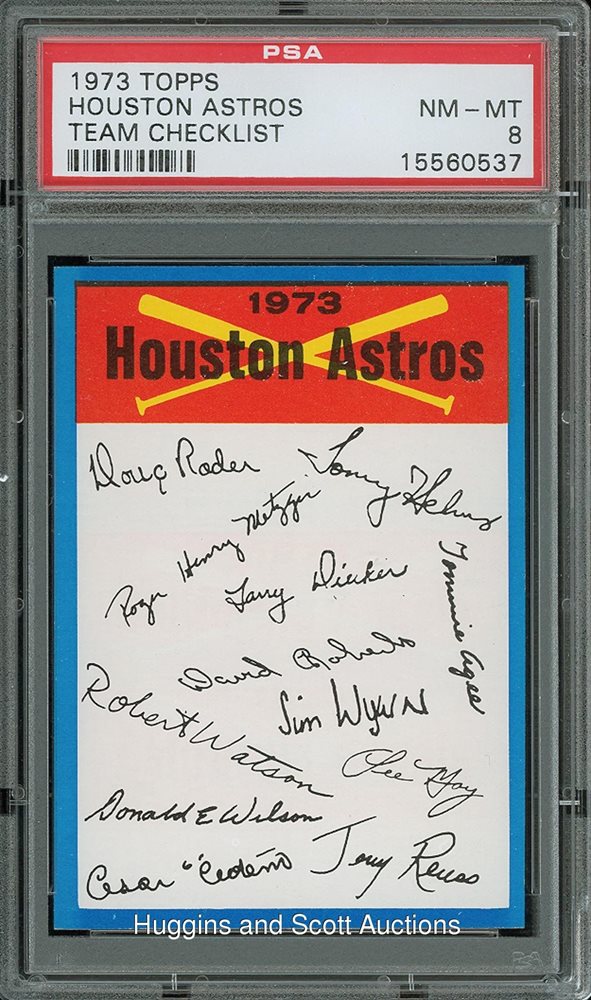 PSA
1973 TOPPS
HOUSTON ASTROS NM-MT
TEAM CHECKLIST 8
15560537
1973
Houston Astros
Doug Rader
Tommy Helms
Roger Henry Metzger
Larry Dierker
Tommie Agee
David Roberts
Robert Watson
Jim Wynn
Lee May
Donald E Wilson
Cesar "Cedeño
Jerry Reuss
Huggins and Scott Auctions
PSA